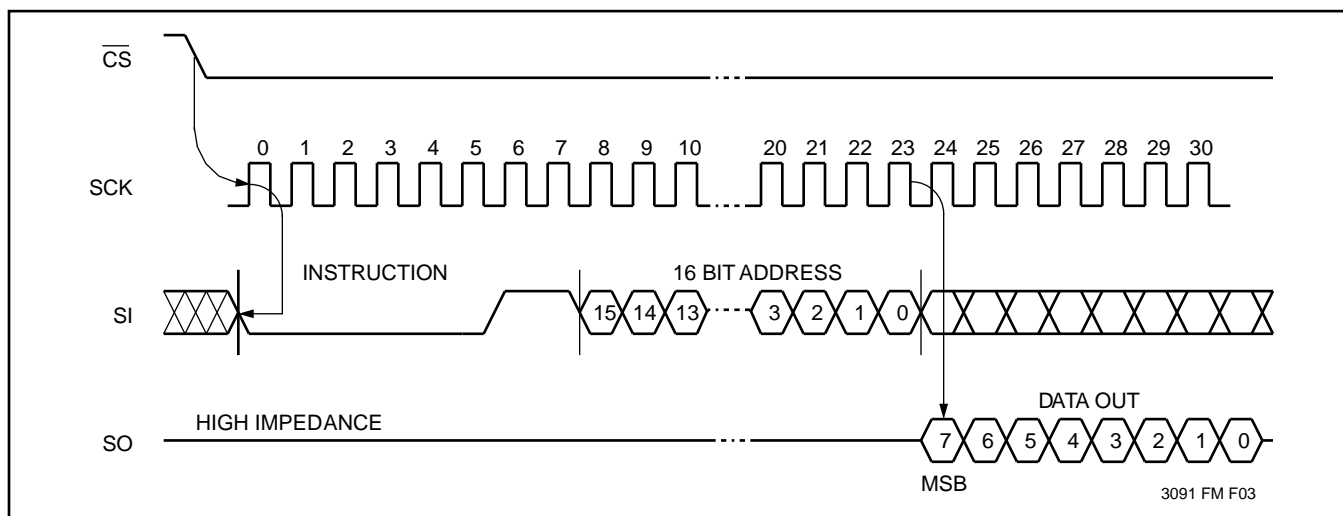 CS
0 1 2 3 4 5 6 7 8 9 10 20 21 22 23 24 25 26 27 28 29 30
SCK
INSTRUCTION 16 BIT ADDRESS
SI 15 14 13 3 2 1 0
HIGH IMPEDANCE DATA OUT
SO 7 6 5 4 3 2 1 0
MSB
3091 FM F03